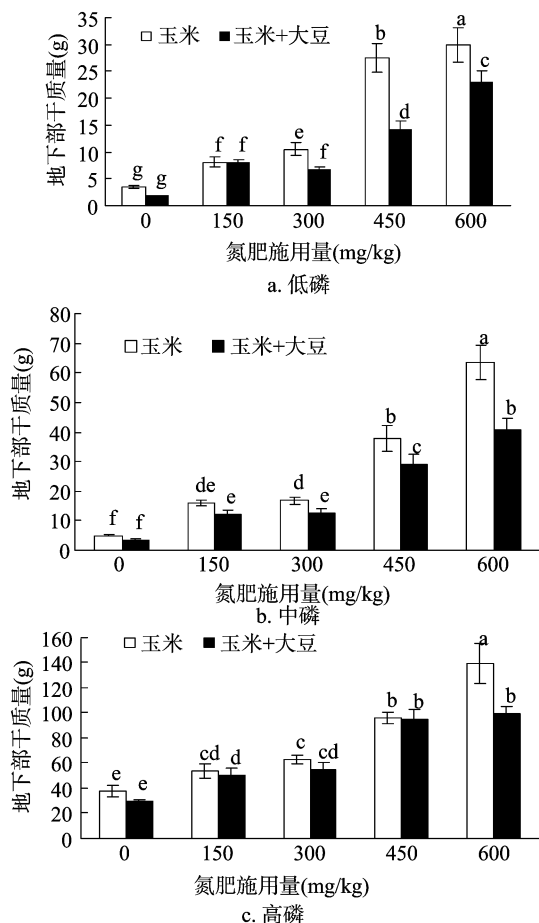 地下部干质量(g)
35
30
25
20
15
10
5
0
玉米 玉米+大豆
g g
f f
e f
b d
a c
0 150 300 450 600
氮肥施用量(mg/kg)
a. 低磷
地下部干质量(g)
80
70
60
50
40
30
20
10
0
玉米 玉米+大豆
f f
de e
d e
b c
a b
0 150 300 450 600
氮肥施用量(mg/kg)
b. 中磷
地下部干质量(g)
160
140
120
100
80
60
40
20
0
玉米 玉米+大豆
e e
cd d
c cd
b b
a b
0 150 300 450 600
氮肥施用量(mg/kg)
c. 高磷